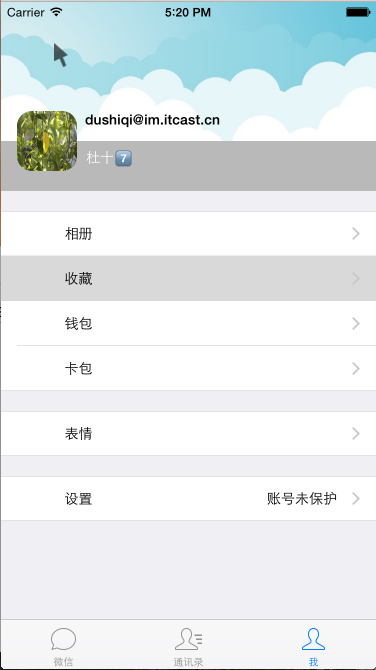 Carrier 5:20 PM
dushiqi@im.itcast.cn
杜十7️⃣
相册
收藏
钱包
卡包
表情
设置 账号未保护
微信 通讯录 我